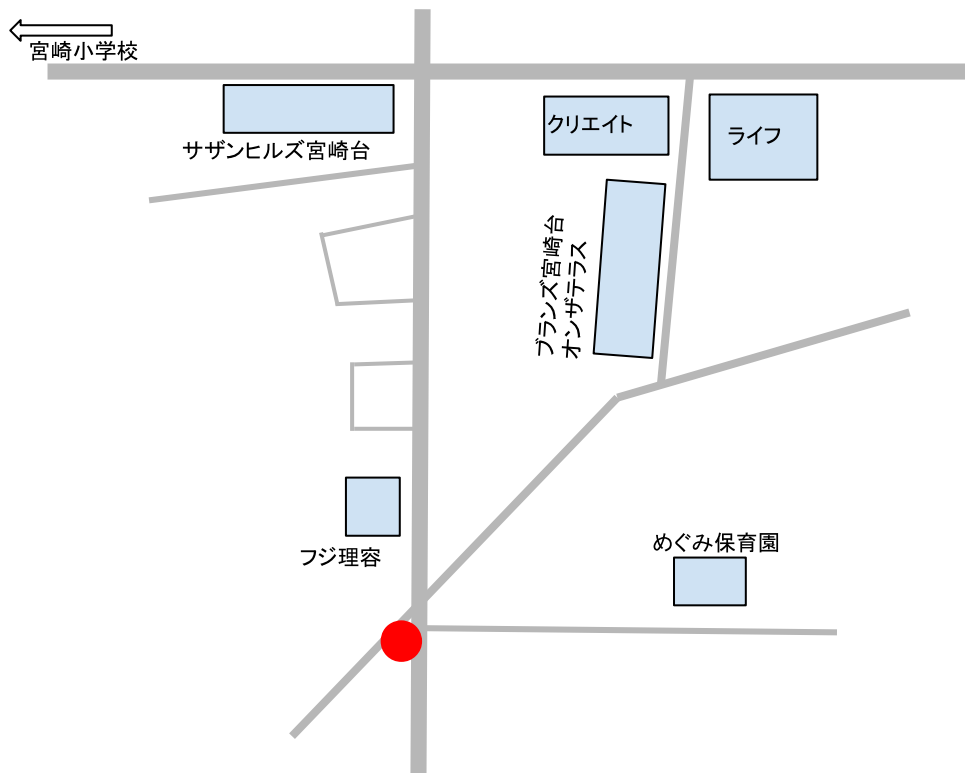 宮崎小学校
サザンヒルズ宮崎台
クリエイト
ライフ
ブランズ宮崎台
オンザテラス
フジ理容
めぐみ保育園